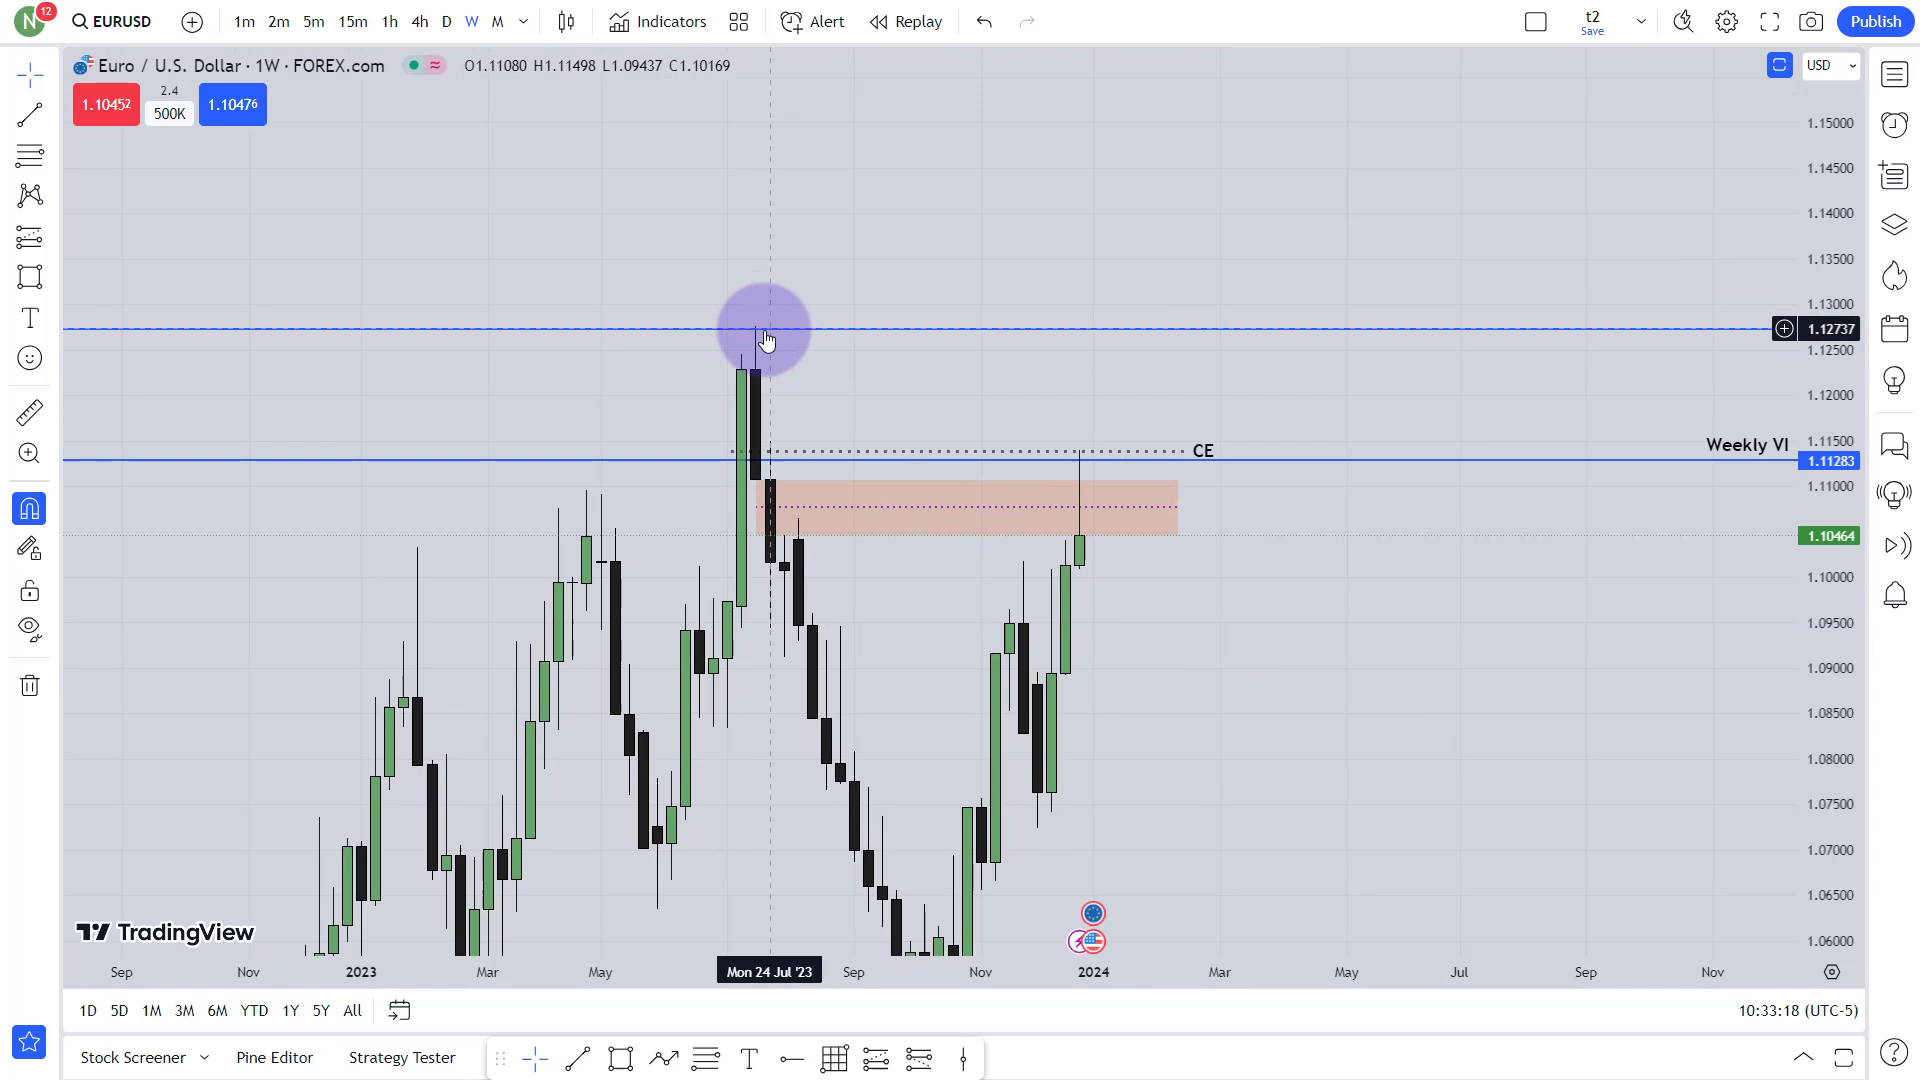 N 12 EURUSD 1m 2m 5m 15m 1h 4h D W M Indicators Alert Replay t2 Save Publish
Euro / U.S. Dollar · 1W · FOREX.com O1.11080 H1.11498 L1.09437 C1.10169 USD
1.10452 2.4 500K 1.10476
1.15000
1.14500
1.14000
1.13500
1.13000
1.12737
1.12500
1.12000
1.11500
Weekly VI
CE
1.11283
1.11000
1.10464
1.10000
1.09500
1.09000
1.08500
1.08000
1.07500
1.07000
1.06500
1.06000
TradingView
Sep Nov 2023 Mar May Mon 24 Jul '23 Sep Nov 2024 Mar May Jul Sep Nov
1D 5D 1M 3M 6M YTD 1Y 5Y All 10:33:18 (UTC-5)
Stock Screener Pine Editor Strategy Tester